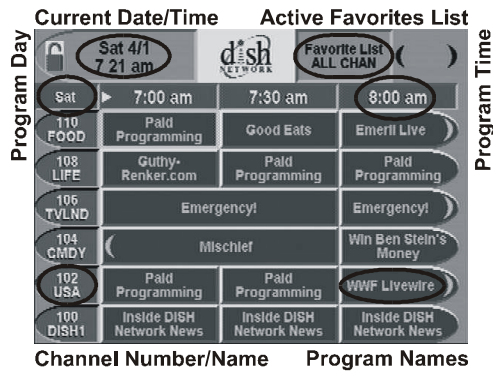 Current Date/Time Active Favorites List
Program Day
Program Time
Sat 4/1
7 21 am
dish
NETWORK
Favorite List
ALL CHAN
Sat 7:00 am 7:30 am 8:00 am
110
FOOD
Paid
Programming
Good Eats
Emeril Live
108
LIFE
Guthy-
Renker.com
Paid
Programming
Paid
Programming
106
TVLND
Emergency!
Emergency!
104
CMDY
Mischief
Win Ben Stein's
Money
102
USA
Paid
Programming
Paid
Programming
WWF Livewire
100
DISH1
Inside DISH
Network News
Inside DISH
Network News
Inside DISH
Network News
Channel Number/Name Program Names